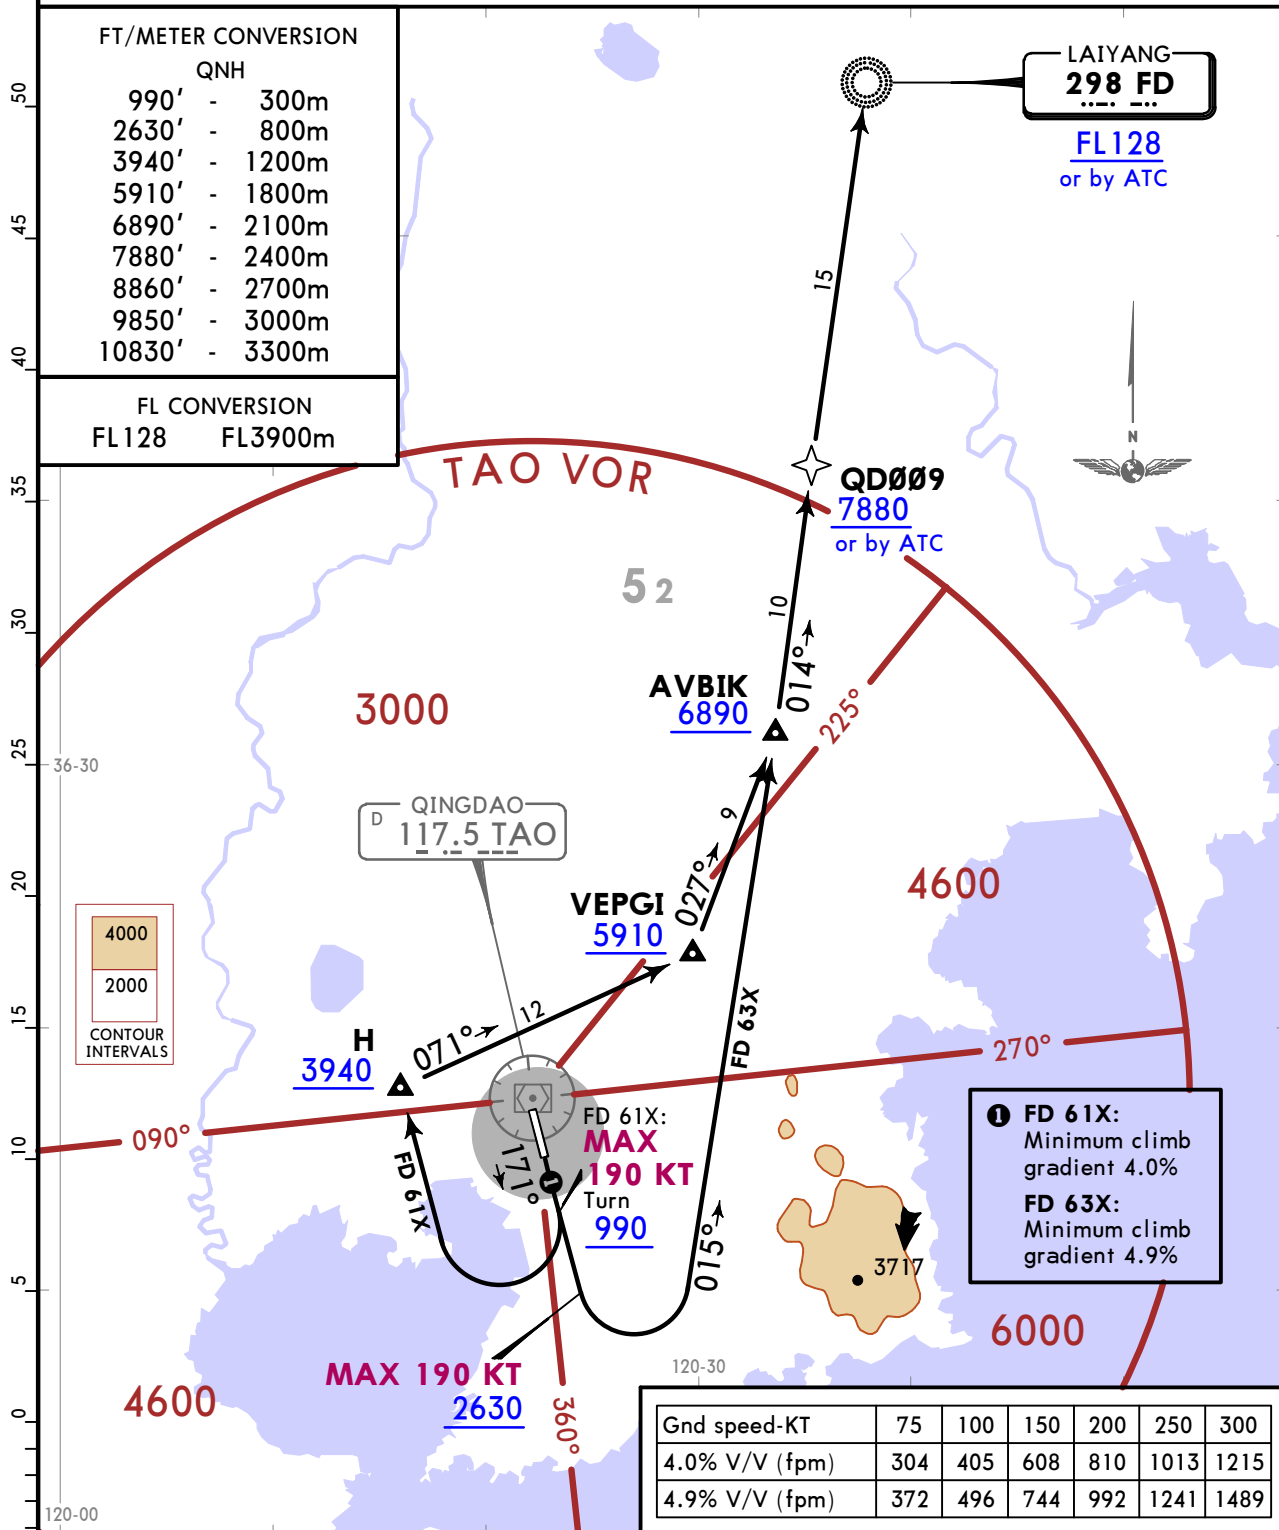 FT/METER CONVERSION
QNH
990' - 300m
2630' - 800m
3940' - 1200m
5910' - 1800m
6890' - 2100m
7880' - 2400m
8860' - 2700m
9850' - 3000m
10830' - 3300m
FL CONVERSION
FL128 FL3900m
LAIYANG
298 FD
FL128
or by ATC
50
45
40
35
30
25
20
15
10
5
0
15
N
TAO VOR
QDØØ9
7880
or by ATC
5 2
10
014°
AVBIK
6890
3000
225°
36-30
QINGDAO
D 117.5 TAO
9
027°
VEPGI
5910
4600
4000
2000
CONTOUR
INTERVALS
H
3940
071°
12
FD 63X
270°
090°
FD 61X
171°
1
FD 61X:
MAX
190 KT
Turn
990
015°
3717
1 FD 61X:
Minimum climb
gradient 4.0%
FD 63X:
Minimum climb
gradient 4.9%
6000
120-30
MAX 190 KT
2630
4600
360°
120-00
Gnd speed-KT 75 100 150 200 250 300
4.0% V/V (fpm) 304 405 608 810 1013 1215
4.9% V/V (fpm) 372 496 744 992 1241 1489